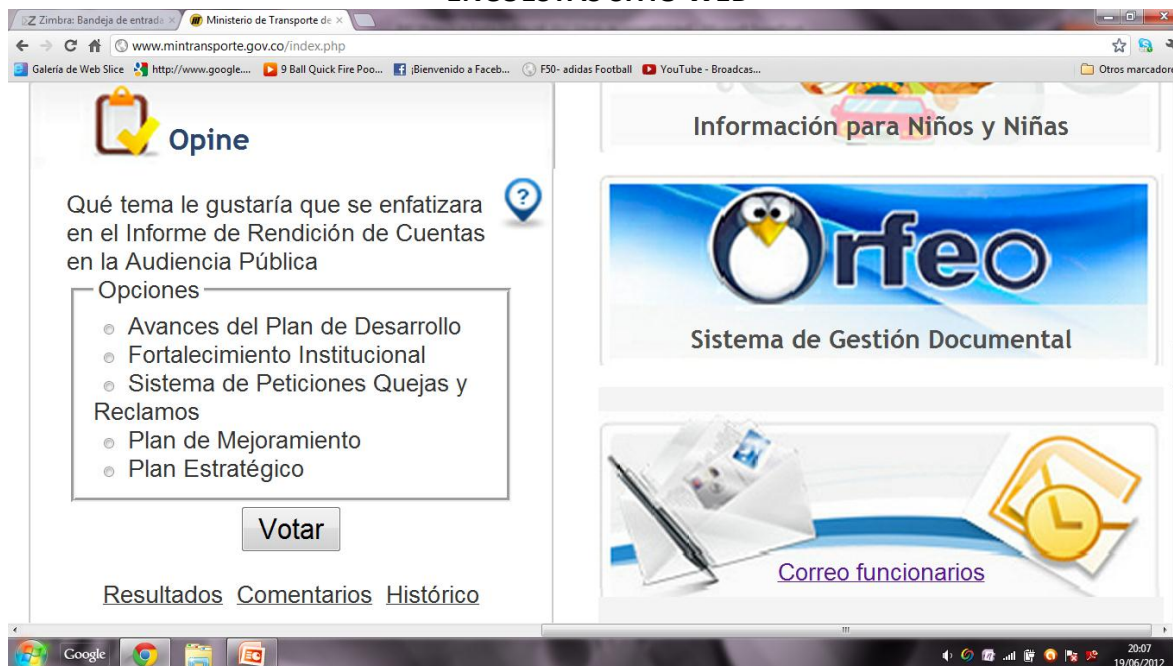 Zimbra: Bandeja de entrada
Ministerio de Transporte de
www.mintransporte.gov.co/index.php
Galería de Web Slice
http://www.google....
9 Ball Quick Fire Poo...
¡Bienvenido a Faceb...
F50- adidas Football
YouTube - Broadcas...
Otros marcadore
Opine
Qué tema le gustaría que se enfatizara
en el Informe de Rendición de Cuentas
en la Audiencia Pública
Opciones
Avances del Plan de Desarrollo
Fortalecimiento Institucional
Sistema de Peticiones Quejas y
Reclamos
Plan de Mejoramiento
Plan Estratégico
Votar
Resultados Comentarios Histórico
Información para Niños y Niñas
Orfeo
Sistema de Gestión Documental
Correo funcionarios
Google
20:07
19/06/2012